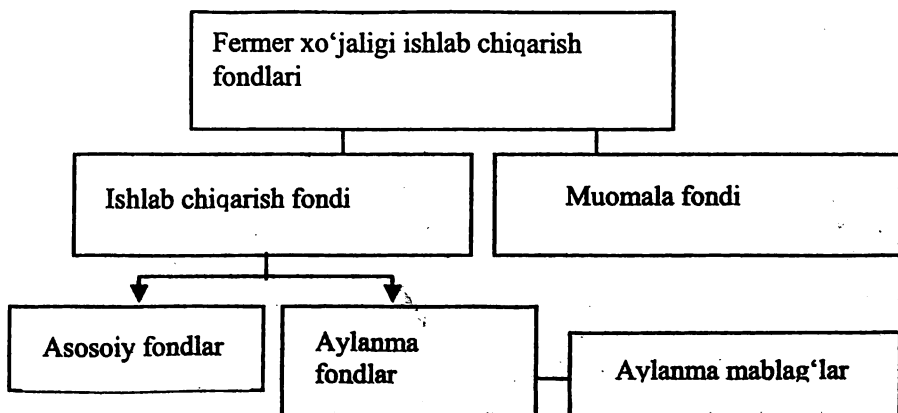 Fermer xo‘jaligi ishlab chiqarish
fondlari
Ishlab chiqarish fondi
Muomala fondi
Asosoiy fondlar
Aylanma
fondlar
Aylanma mablag‘lar